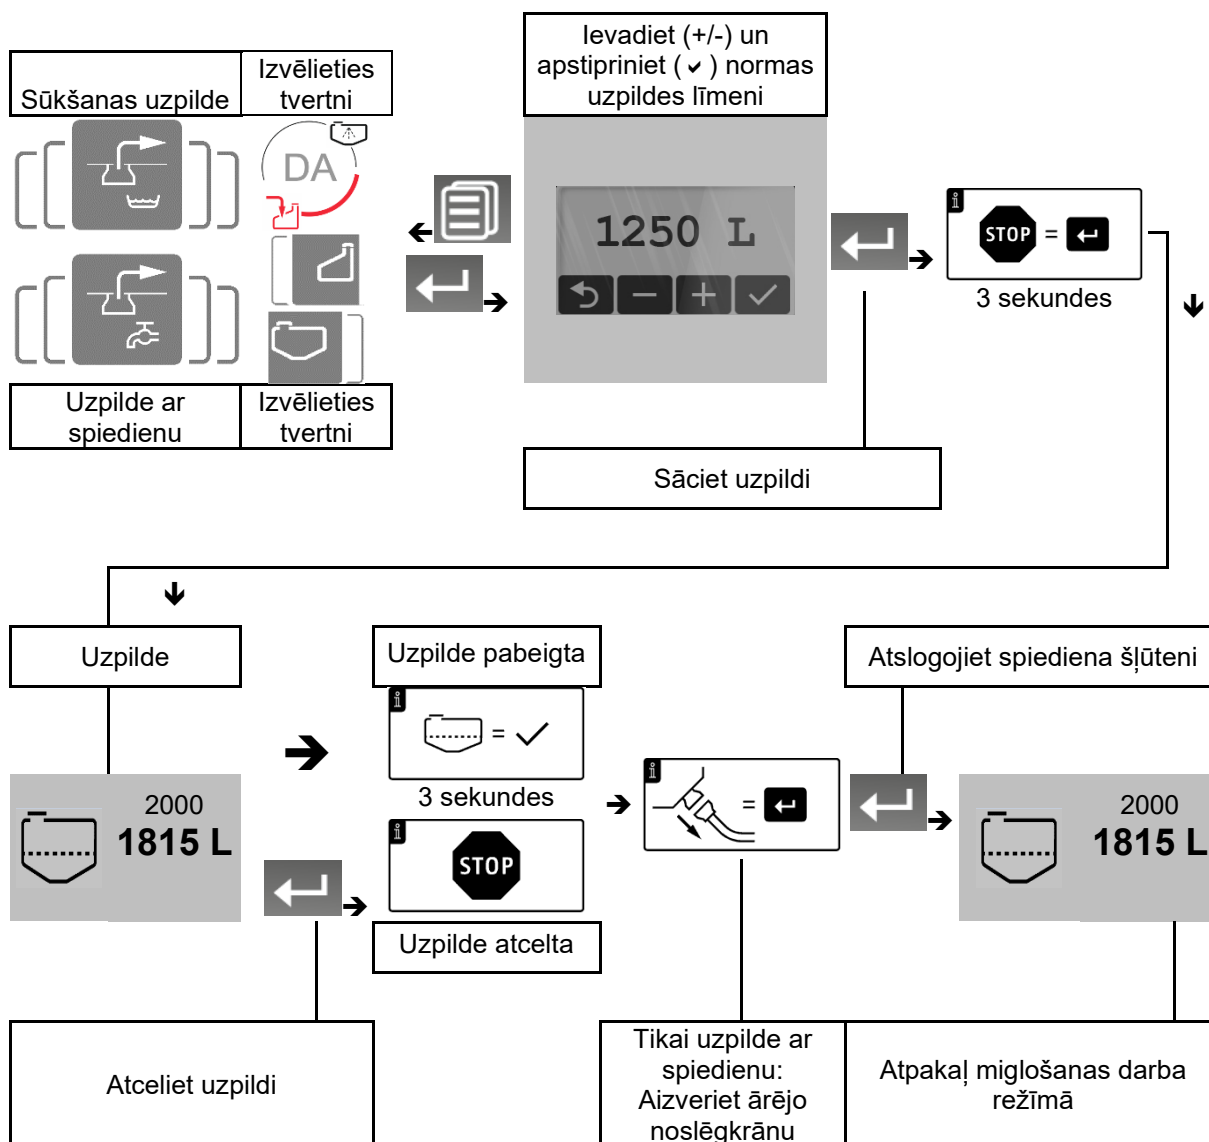 Sūkšanas uzpilde
Izvēlieties
tvertni
Ievadiet (+/-) un
apstipriniet (✓) normas
uzpildes līmeni
DA
1250 L
STOP =
3 sekundes
Uzpilde ar
spiedienu
Izvēlieties
tvertni
Sāciet uzpildi
Uzpilde
Uzpilde pabeigta
Atslogojiet spiediena šļūteni
=
3 sekundes
2000
1815 L
STOP
=
2000
1815 L
Uzpilde atcelta
Atceliet uzpildi
Tikai uzpilde ar
spiedienu:
Aizveriet ārējo
noslēgkrānu
Atpakaļ miglošanas darba
režīmā